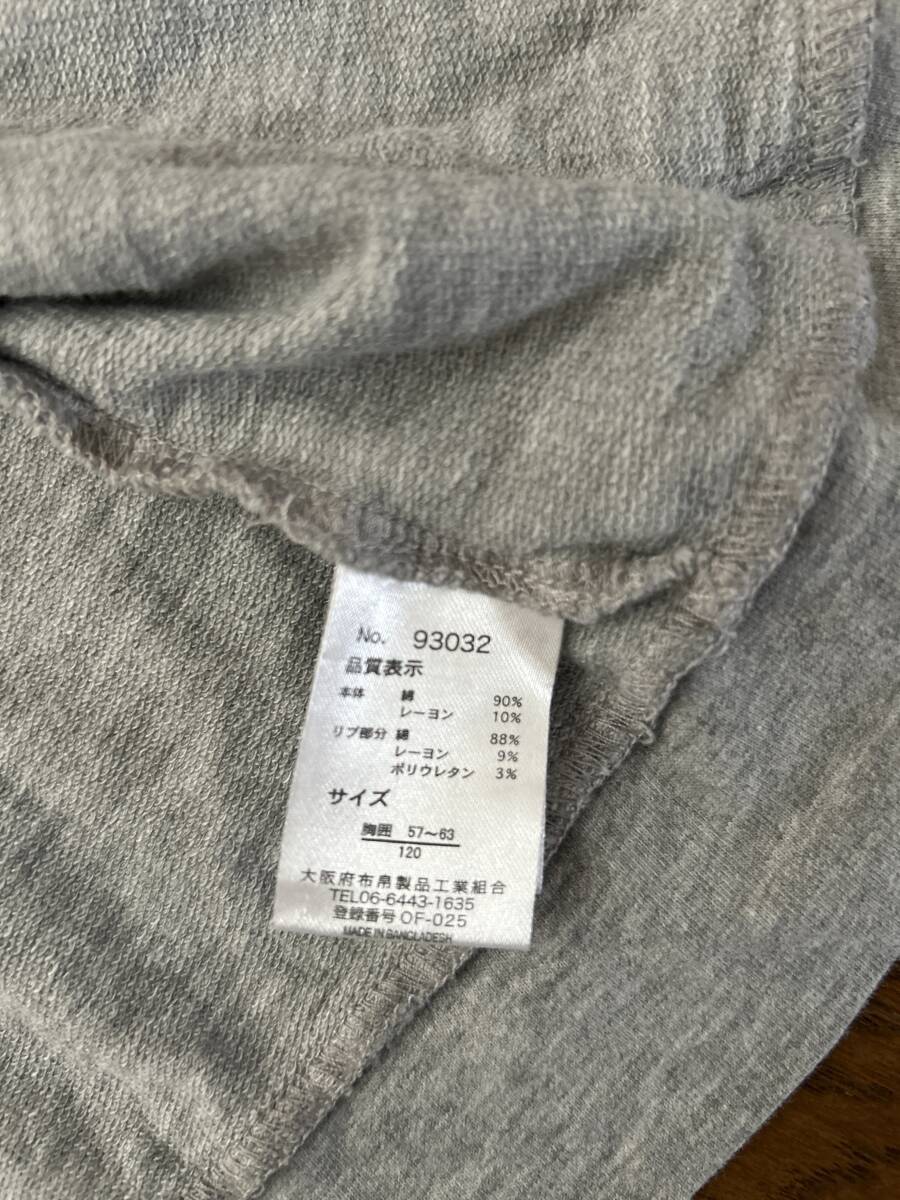 No. 93032
品質表示
本体 綿 90%
レーヨン 10%
リブ部分 綿 88%
レーヨン 9%
ポリウレタン 3%
サイズ
胸囲 57～63
120
大阪府布帛製品工業組合
TEL06-6443-1635
登録番号OF-025
MADE IN BANGLADESH